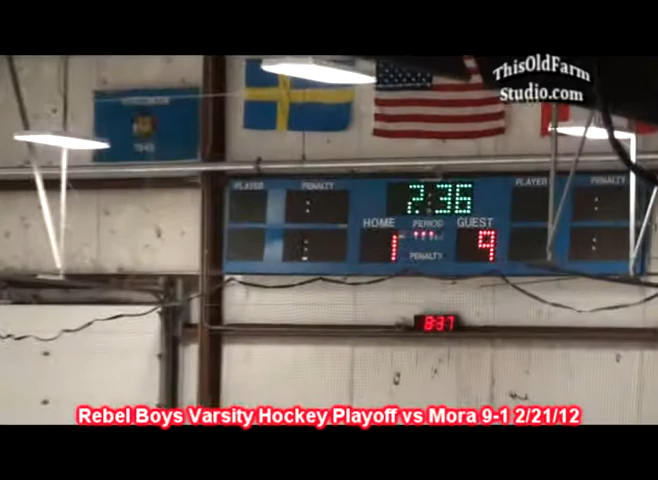 ThisOldFarm
Studio.com
1848
PLAYER PENALTY 7:36 PLAYER PENALTY
HOME PERIOD GUEST
1 9
PENALTY
8:37
Rebel Boys Varsity Hockey Playoff vs Mora 9-1 2/21/12